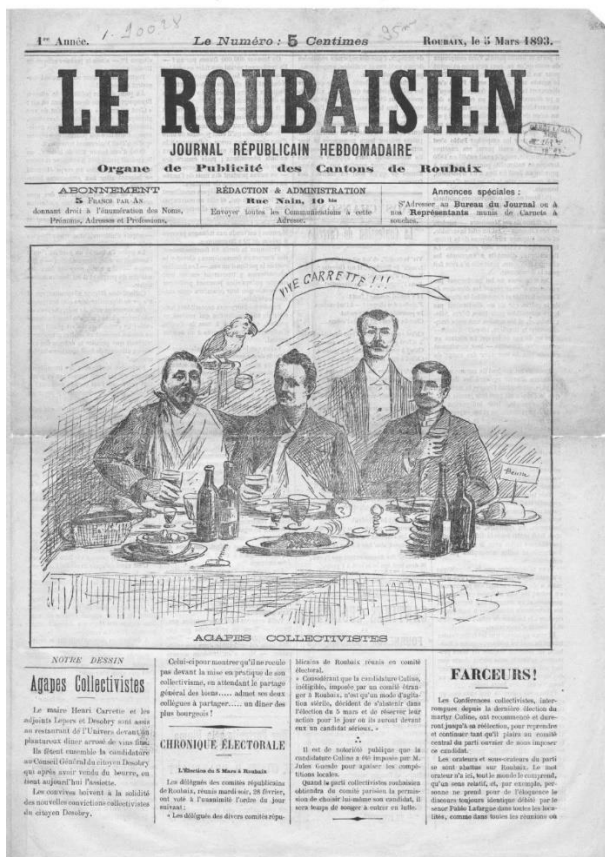 1re Année.
Le Numéro : 5 Centimes
Roubaix, le 5 Mars 1893.
LE ROUBAISIEN
JOURNAL RÉPUBLICAIN HEBDOMADAIRE
Organe de Publicité des Cantons de Roubaix
ABONNEMENT
5 Francs par An
donnant droit à l'énumération des Noms,
Prénoms, Adresses et Professions.
RÉDACTION & ADMINISTRATION
Rue Nain, 10 bis
Envoyer toutes les Communications à cette
Adresse.
Annonces spéciales :
S'Adresser au Bureau du Journal ou à
nos Représentants munis de Carnets à
souches.
VIVE CARRETTE !!!
Beurre
AGAPES COLLECTIVISTES
NOTRE DESSIN
Agapes Collectivistes
Le maire Henri Carrette et les
adjoints Lepers et Desobry sont assis
au restaurant de l'Univers devant un
plantureux dîner arrosé de vins fins.
Ils fêtent ensemble la candidature
au Conseil Général du citoyen Desobry
qui après avoir vendu du beurre, en
fait aujourd'hui l'assiette.
Les convives boivent à la solidité
des nouvelles convictions collectivistes
du citoyen Desobry.
Celui-ci pour montrer qu'il ne recule
pas devant la mise en pratique de son
collectivisme, en attendant le partage
général des biens..... admet ses deux
collègues à partager..... un dîner des
plus bourgeois !
CHRONIQUE ÉLECTORALE
L'Élection du 5 Mars à Roubaix
Les délégués des comités républicains
de Roubaix, réunis mardi soir, 28 février,
ont voté à l'unanimité l'ordre du jour
suivant :
« Les délégués des divers comités répu-
blicains de Roubaix réunis en comité
électoral.
« Considérant que la candidature Culine,
inéligible, imposée par un comité étran-
ger à Roubaix, n'est qu'un mode d'agita-
tion stérile, décident de s'abstenir dans
l'élection du 5 mars et de réserver leur
action pour le jour où ils auront devant
eux un candidat sérieux. »
Il est de notoriété publique que la
candidature Culine a été imposée par M.
Jules Guesde pour apaiser les compé-
titions locales.
Quand le parti collectiviste roubaisien
obtiendra du comité parisien la permis-
sion de choisir lui-même son candidat, il
sera temps de songer à entrer en lutte.
FARCEURS !
Les Conférences collectivistes, inter-
rompues depuis la dernière élection du
martyr Culine, ont recommencé et dure-
ront jusqu'à sa réélection, pour reprendre
et continuer tant qu'il plaira au comité
central du parti ouvrier de nous imposer
ce candidat.
Les orateurs et sous-orateurs du parti
se sont abattus sur Roubaix. Le mot
orateur n'a ici, tout le monde le comprend,
qu'un sens relatif, et, par exemple, per-
sonne ne prend pour de l'éloquence le
discours toujours identique débité par le
senor Pablo Lafargue dans toutes les loca-
lités, comme dans toutes les réunions où